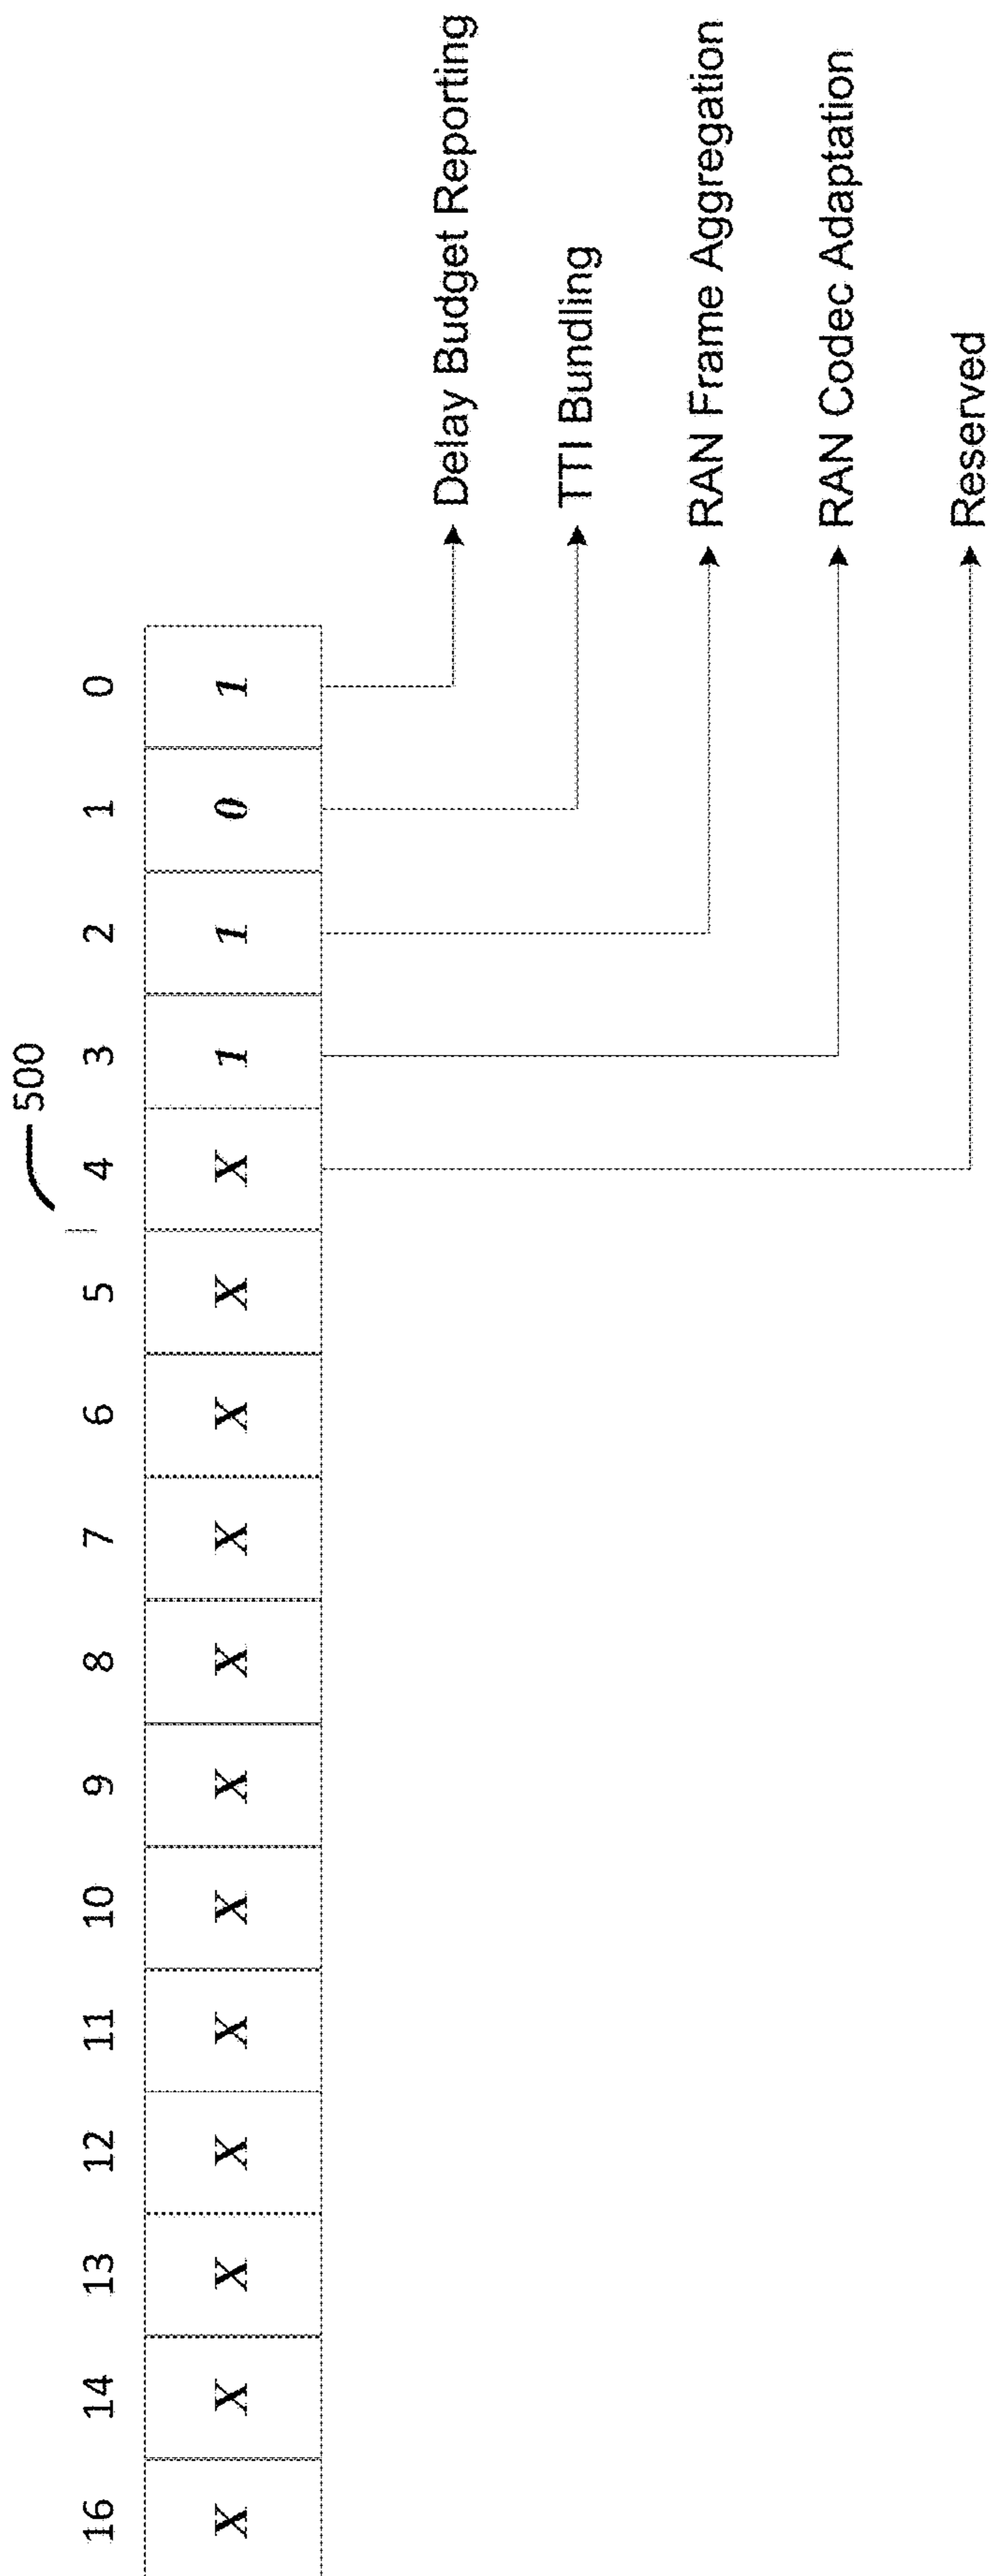 500
16 14 13 12 11 10 9 8 7 6 5 4 3 2 1 0
X X X X X X X X X X X X 1 1 0 1
Delay Budget Reporting
TTI Bundling
RAN Frame Aggregation
RAN Codec Adaptation
Reserved